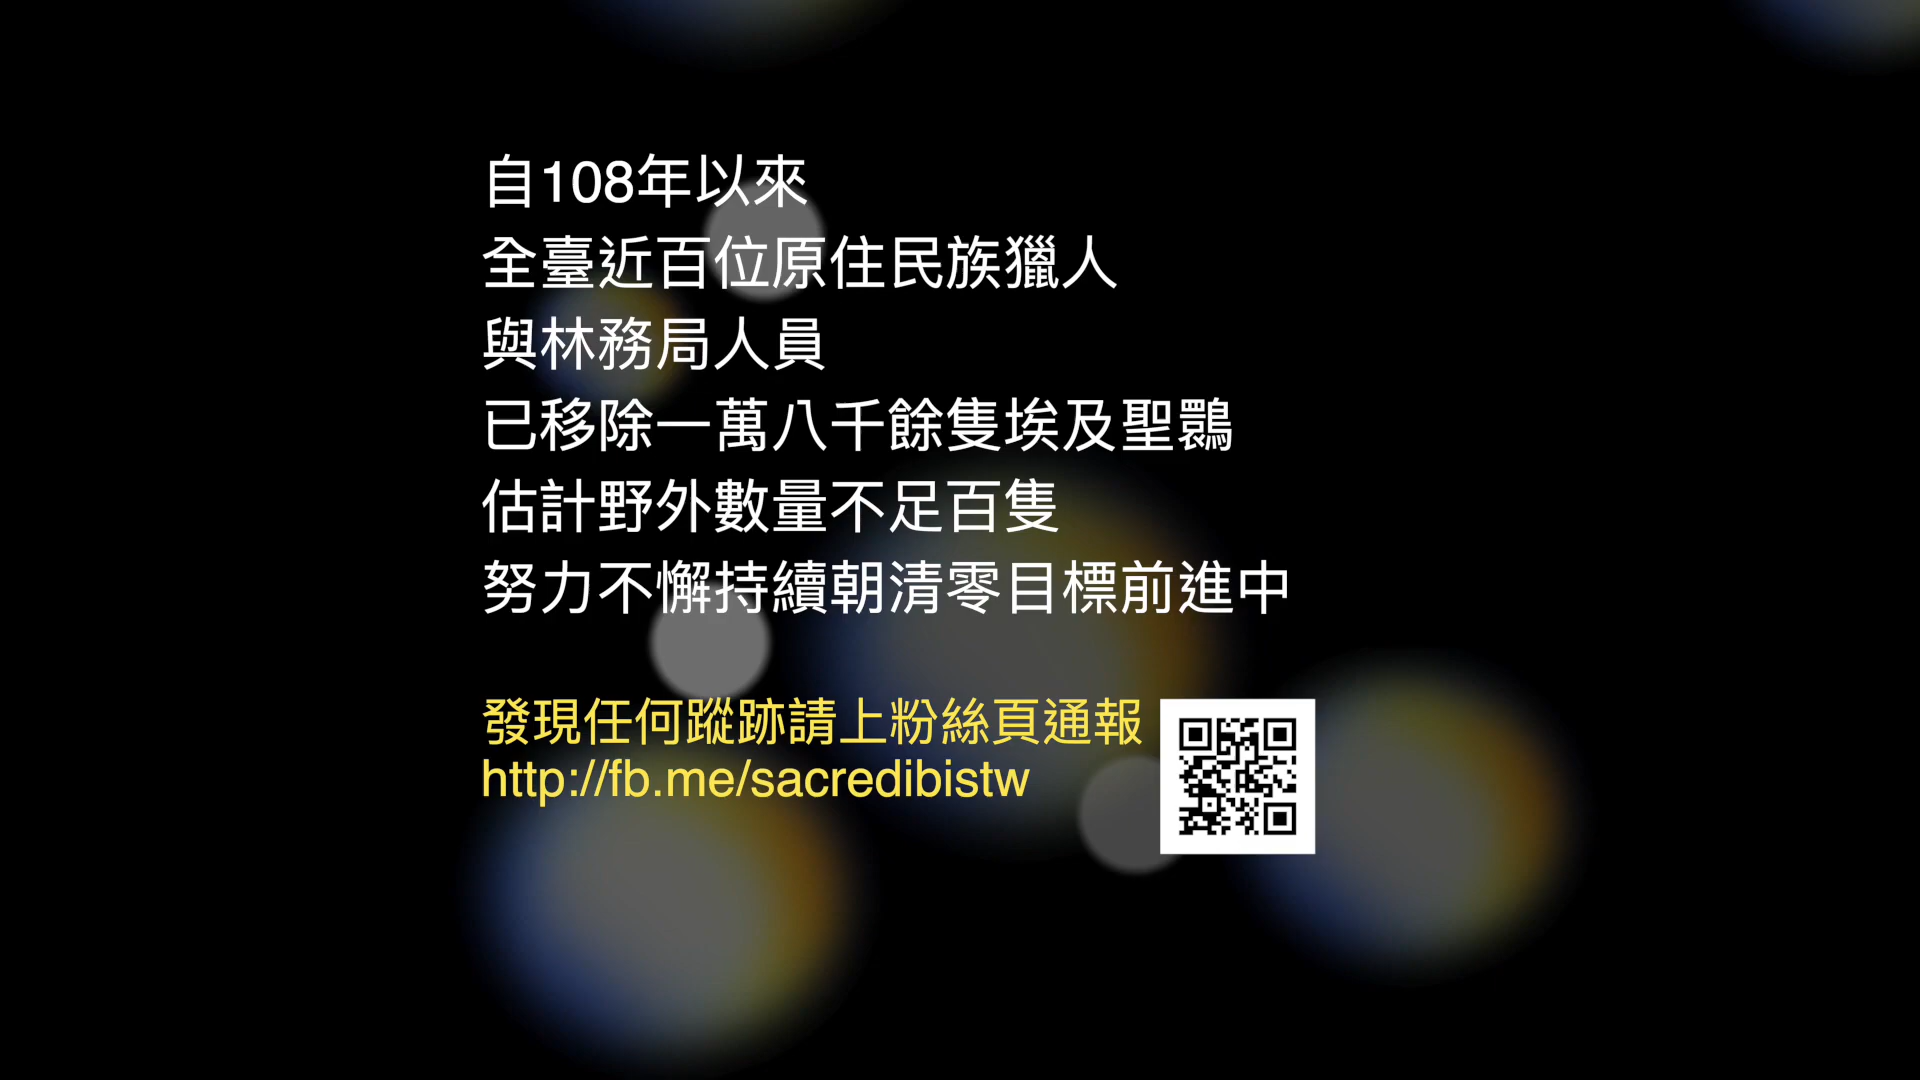 自108年以來
全臺近百位原住民族獵人
與林務局人員
已移除一萬八千餘隻埃及聖䴉
估計野外數量不足百隻
努力不懈持續朝清零目標前進中
發現任何蹤跡請上粉絲頁通報
http://fb.me/sacredibistw